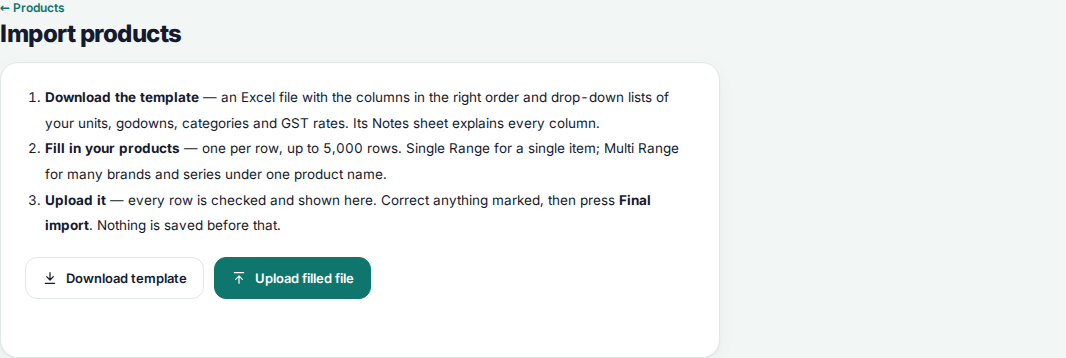 ← Products
Import products
1. Download the template — an Excel file with the columns in the right order and drop-down lists of
your units, godowns, categories and GST rates. Its Notes sheet explains every column.
2. Fill in your products — one per row, up to 5,000 rows. Single Range for a single item; Multi Range
for many brands and series under one product name.
3. Upload it — every row is checked and shown here. Correct anything marked, then press Final
import. Nothing is saved before that.
Download template
Upload filled file